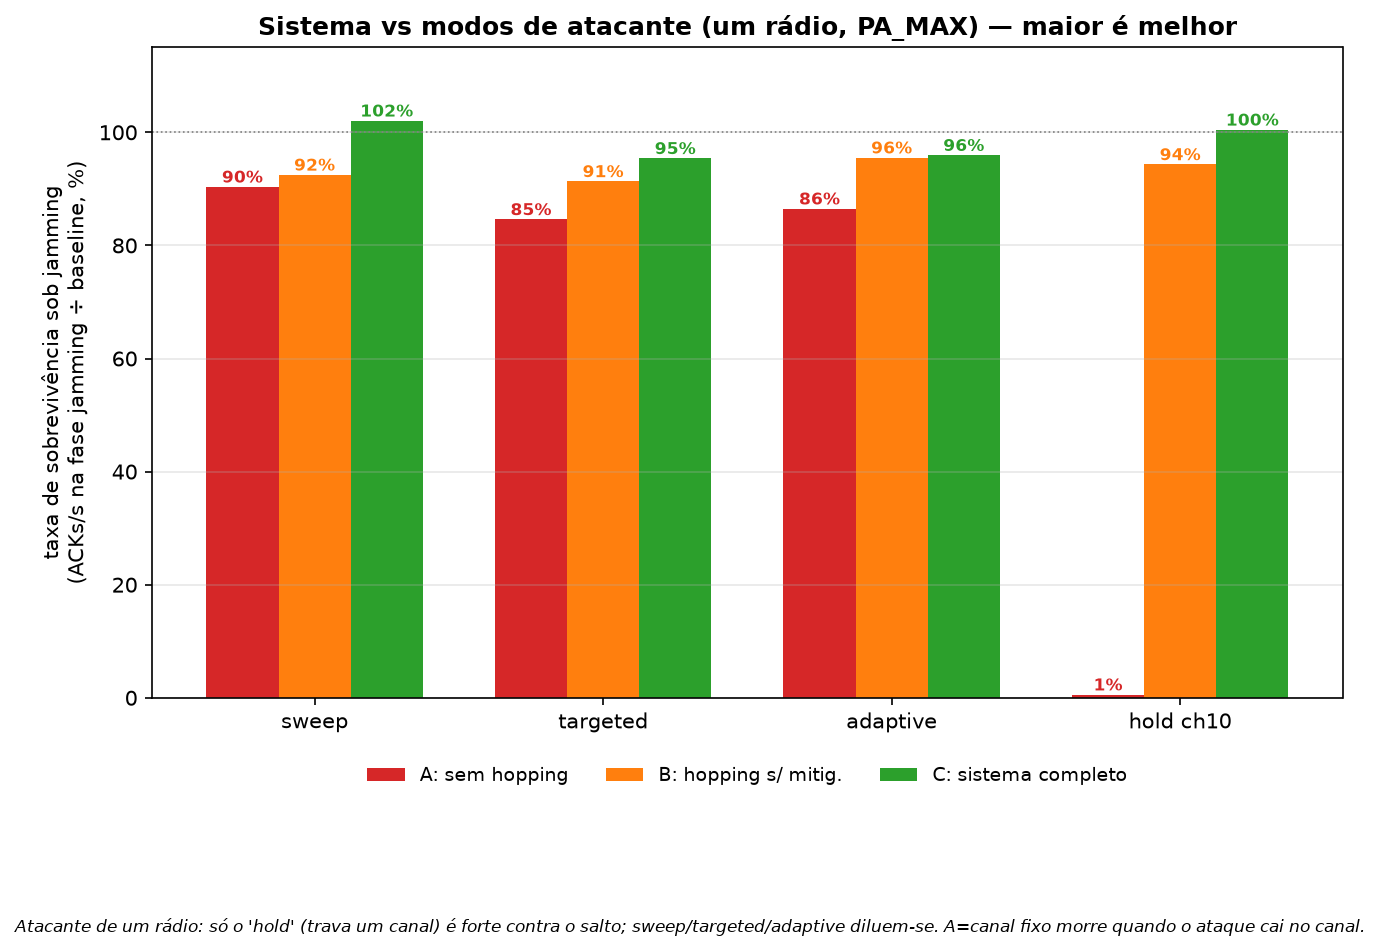 Sistema vs modos de atacante (um rádio, PA_MAX) — maior é melhor
taxa de sobrevivência sob jamming
(ACKs/s na fase jamming ÷ baseline, %)
100
80
60
40
20
0
90%
92%
102%
85%
91%
95%
86%
96%
96%
1%
94%
100%
sweep
targeted
adaptive
hold ch10
A: sem hopping
B: hopping s/ mitig.
C: sistema completo
Atacante de um rádio: só o 'hold' (trava um canal) é forte contra o salto; sweep/targeted/adaptive diluem-se. A=canal fixo morre quando o ataque cai no canal.